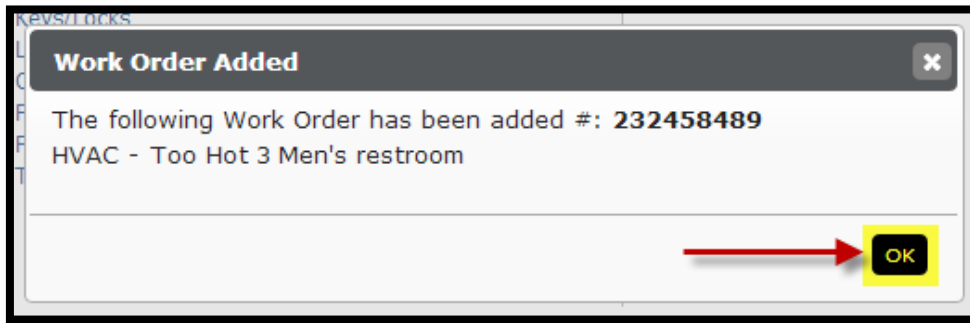 Keys/Locks
Work Order Added
The following Work Order has been added #: 232458489
HVAC - Too Hot 3 Men's restroom
OK